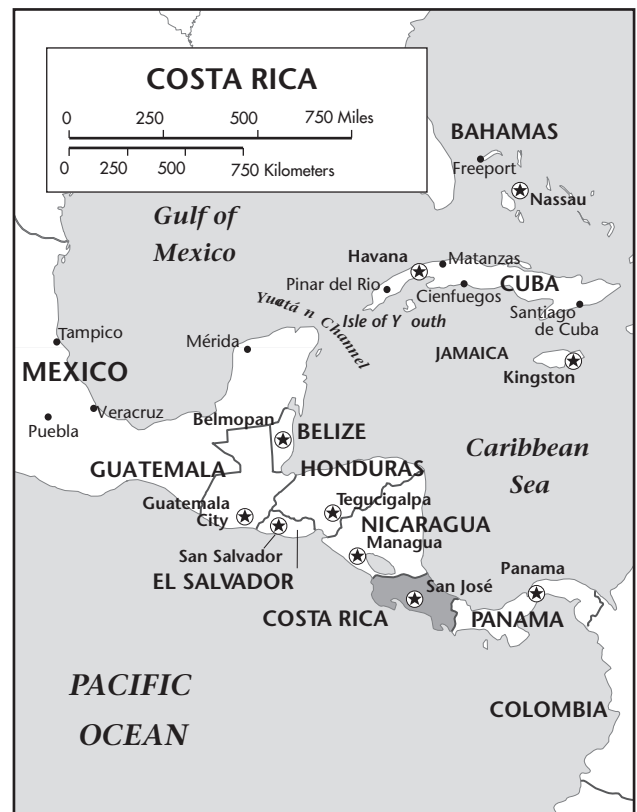 COSTA RICA
0 250 500 750 Miles
0 250 500 750 Kilometers
BAHAMAS
Freeport
Nassau
Gulf of
Mexico
Havana
Matanzas
Pinar del Rio
CUBA
Cienfuegos
Yucatá n Channel
Isle of Y outh
Santiago
de Cuba
Tampico
Mérida
JAMAICA
MEXICO
Kingston
Veracruz
Belmopan
Puebla
BELIZE
Caribbean
Sea
GUATEMALA
HONDURAS
Guatemala
City
Tegucigalpa
NICARAGUA
Managua
San Salvador
EL SALVADOR
Panama
San José
COSTA RICA
PANAMA
PACIFIC
OCEAN
COLOMBIA